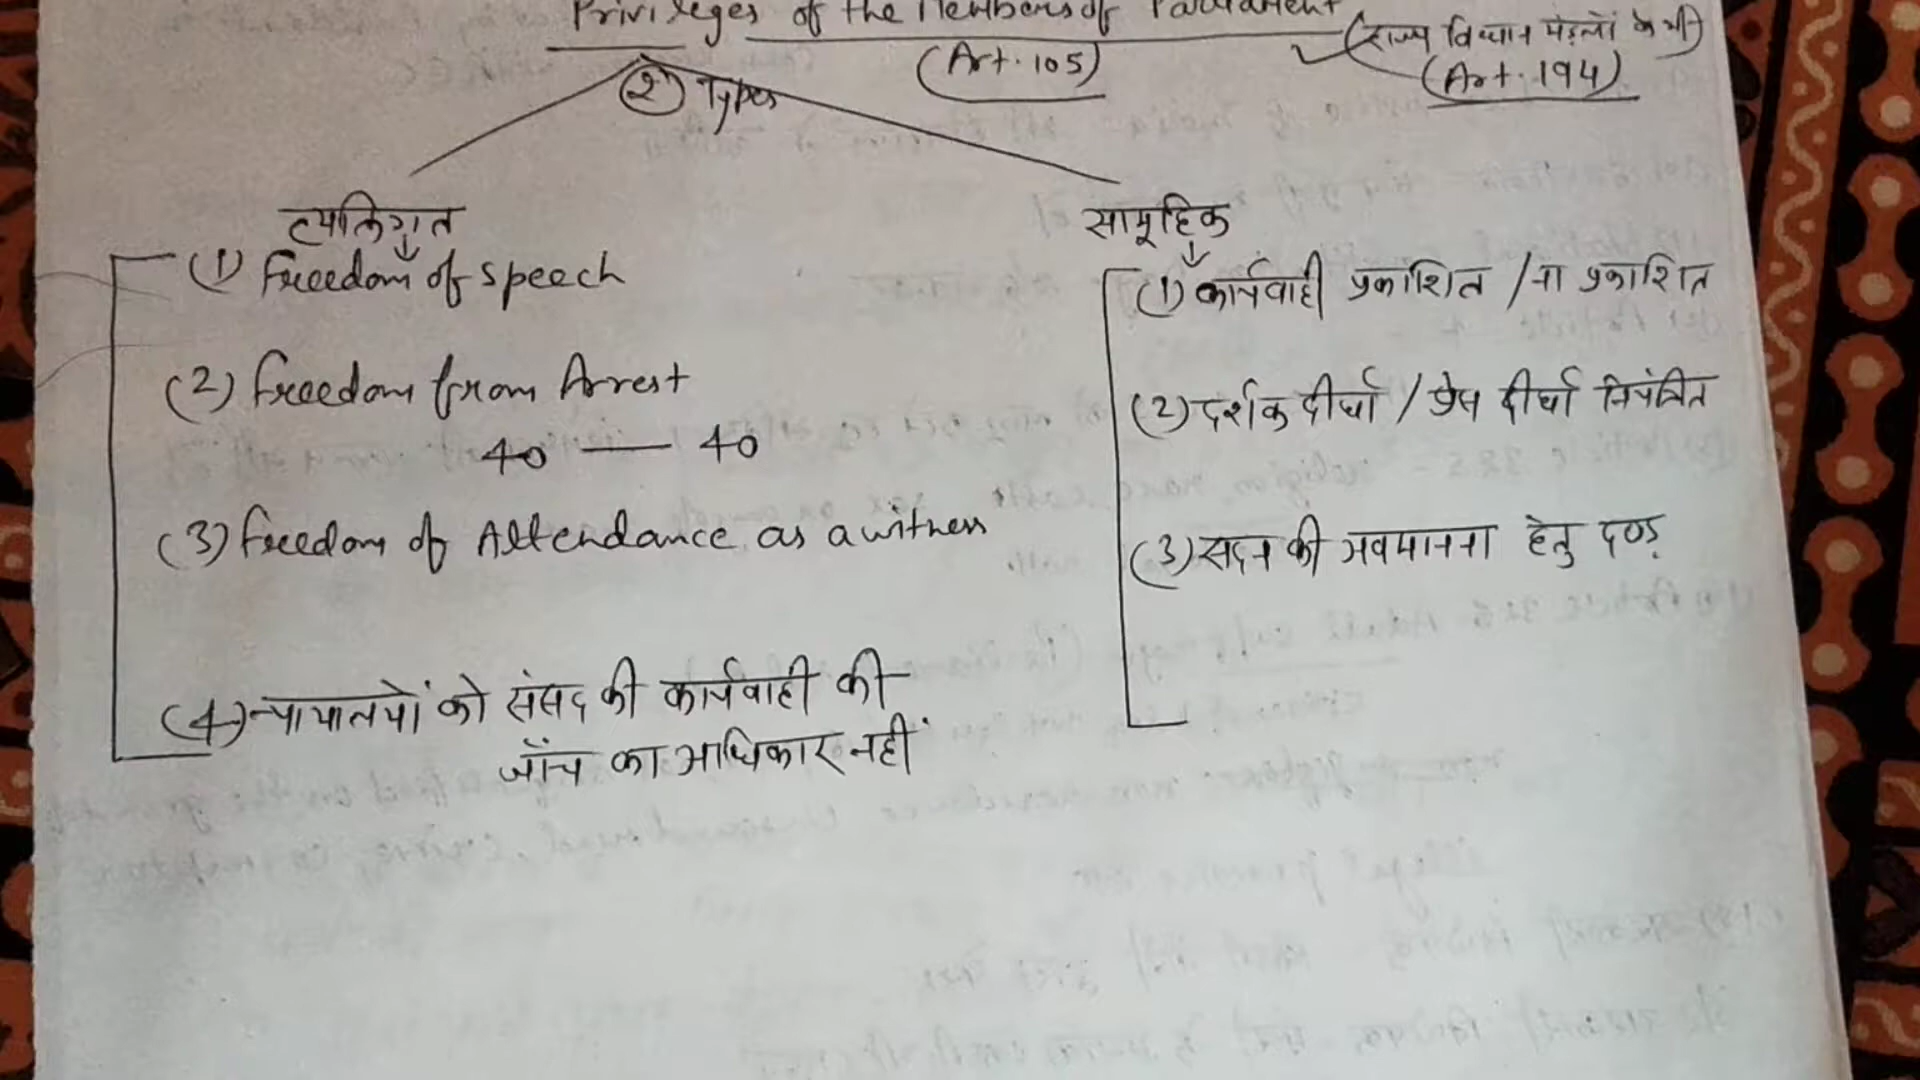 Privileges of the Members of Parliament
(Art. 105)
(राज्य विधान मंडलों के भी)
(Art. 194)
2 Types
व्यक्तिगत
(1) Freedom of speech
(2) Freedom from Arrest
40 — 40
(3) Freedom of Attendance as a witness
(4) न्यायालयों को संसद की कार्यवाही की
जाँच का अधिकार नहीं
सामूहिक
(1) कार्यवाही प्रकाशित / ना प्रकाशित
(2) दर्शक दीर्घा / प्रेस दीर्घा नियंत्रित
(3) सदन की अवमानना हेतु दण्ड